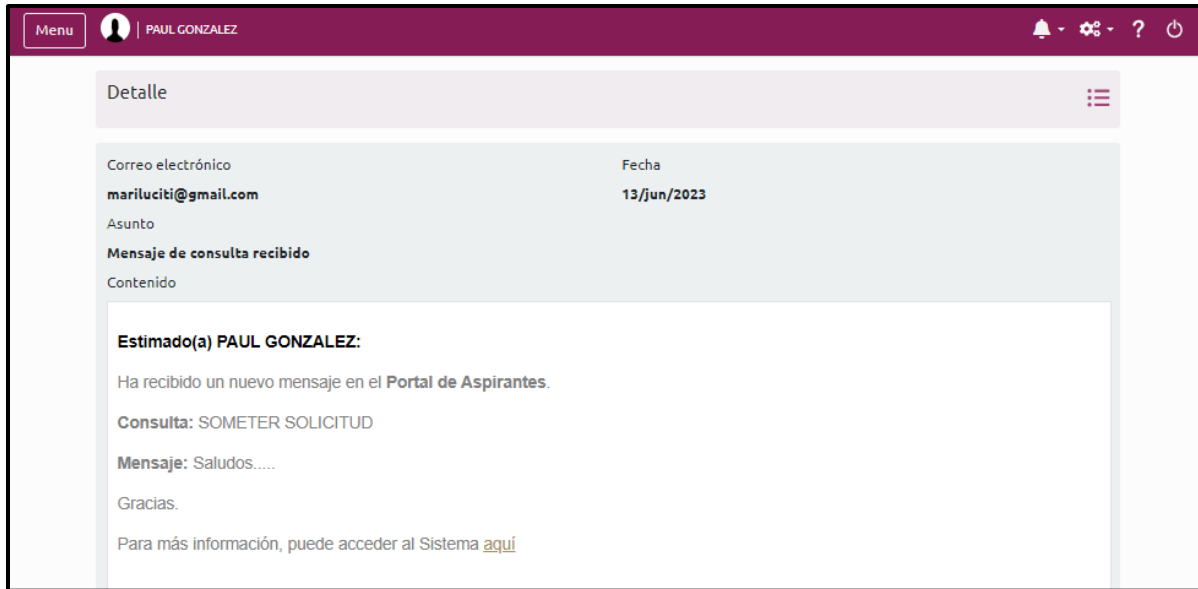 Menu | PAUL GONZALEZ ?
Detalle
Correo electrónico Fecha
mariluciti@gmail.com 13/jun/2023
Asunto
Mensaje de consulta recibido
Contenido
Estimado(a) PAUL GONZALEZ:
Ha recibido un nuevo mensaje en el Portal de Aspirantes.
Consulta: SOMETER SOLICITUD
Mensaje: Saludos.....
Gracias.
Para más información, puede acceder al Sistema aquí